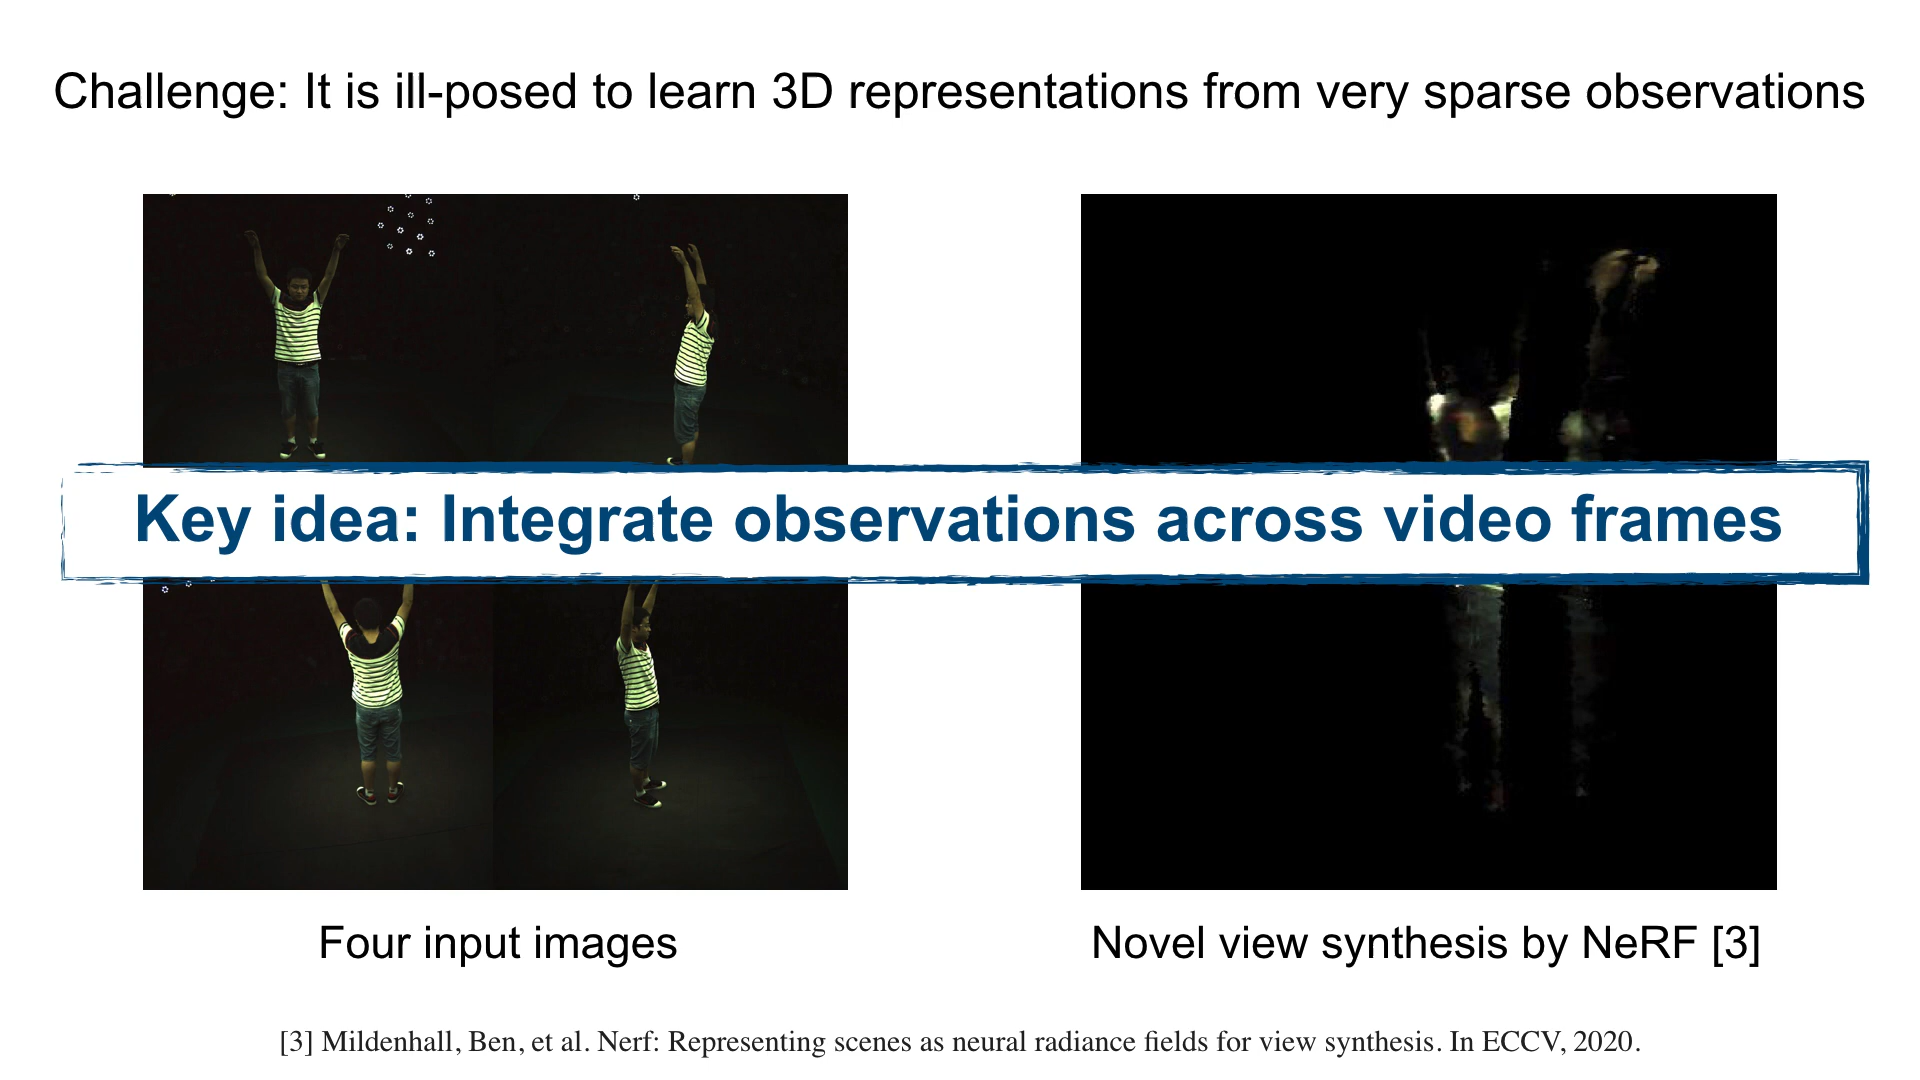 Challenge: It is ill-posed to learn 3D representations from very sparse observations
Key idea: Integrate observations across video frames
Four input images
Novel view synthesis by NeRF [3]
[3] Mildenhall, Ben, et al. Nerf: Representing scenes as neural radiance fields for view synthesis. In ECCV, 2020.